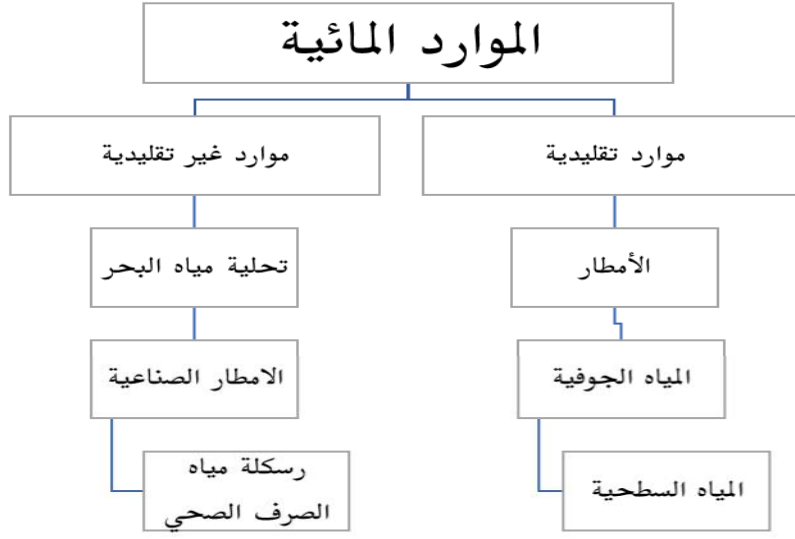 الموارد المائية
موارد تقليدية
موارد غير تقليدية
الأمطار
تحلية مياه البحر
المياه الجوفية
الامطار الصناعية
المياه السطحية
رسكلة مياه
الصرف الصحي